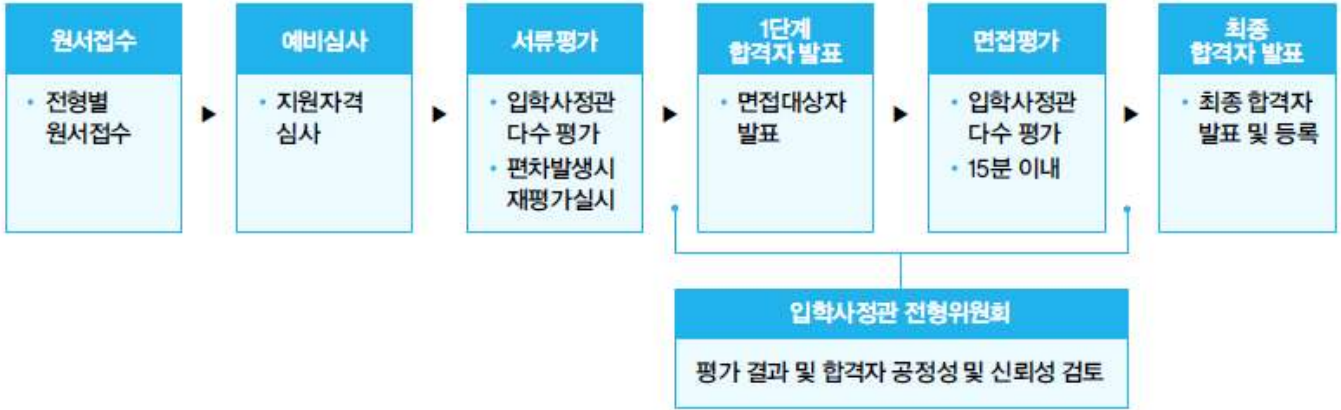 원서접수
• 전형별
원서접수
예비심사
• 지원자격
심사
서류평가
• 입학사정관
다수 평가
• 편차발생시
재평가실시
1단계
합격자 발표
• 면접대상자
발표
면접평가
• 입학사정관
다수 평가
• 15분 이내
최종
합격자 발표
• 최종 합격자
발표 및 등록
입학사정관 전형위원회
평가 결과 및 합격자 공정성 및 신뢰성 검토